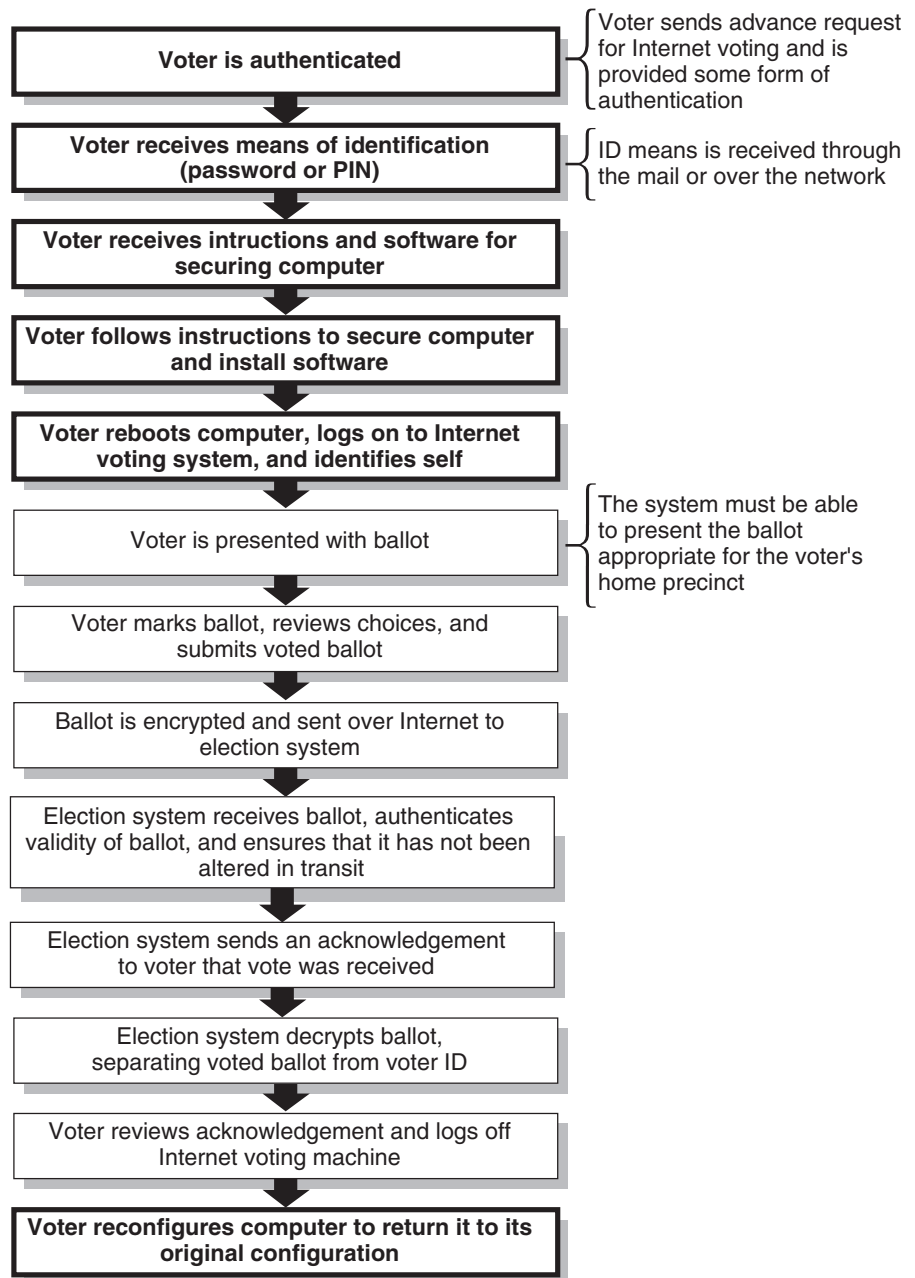 Voter is authenticated
Voter sends advance request
for Internet voting and is
provided some form of
authentication
Voter receives means of identification
(password or PIN)
ID means is received through
the mail or over the network
Voter receives intructions and software for
securing computer
Voter follows instructions to secure computer
and install software
Voter reboots computer, logs on to Internet
voting system, and identifies self
Voter is presented with ballot
The system must be able
to present the ballot
appropriate for the voter's
home precinct
Voter marks ballot, reviews choices, and
submits voted ballot
Ballot is encrypted and sent over Internet to
election system
Election system receives ballot, authenticates
validity of ballot, and ensures that it has not been
altered in transit
Election system sends an acknowledgement
to voter that vote was received
Election system decrypts ballot,
separating voted ballot from voter ID
Voter reviews acknowledgement and logs off
Internet voting machine
Voter reconfigures computer to return it to its
original configuration